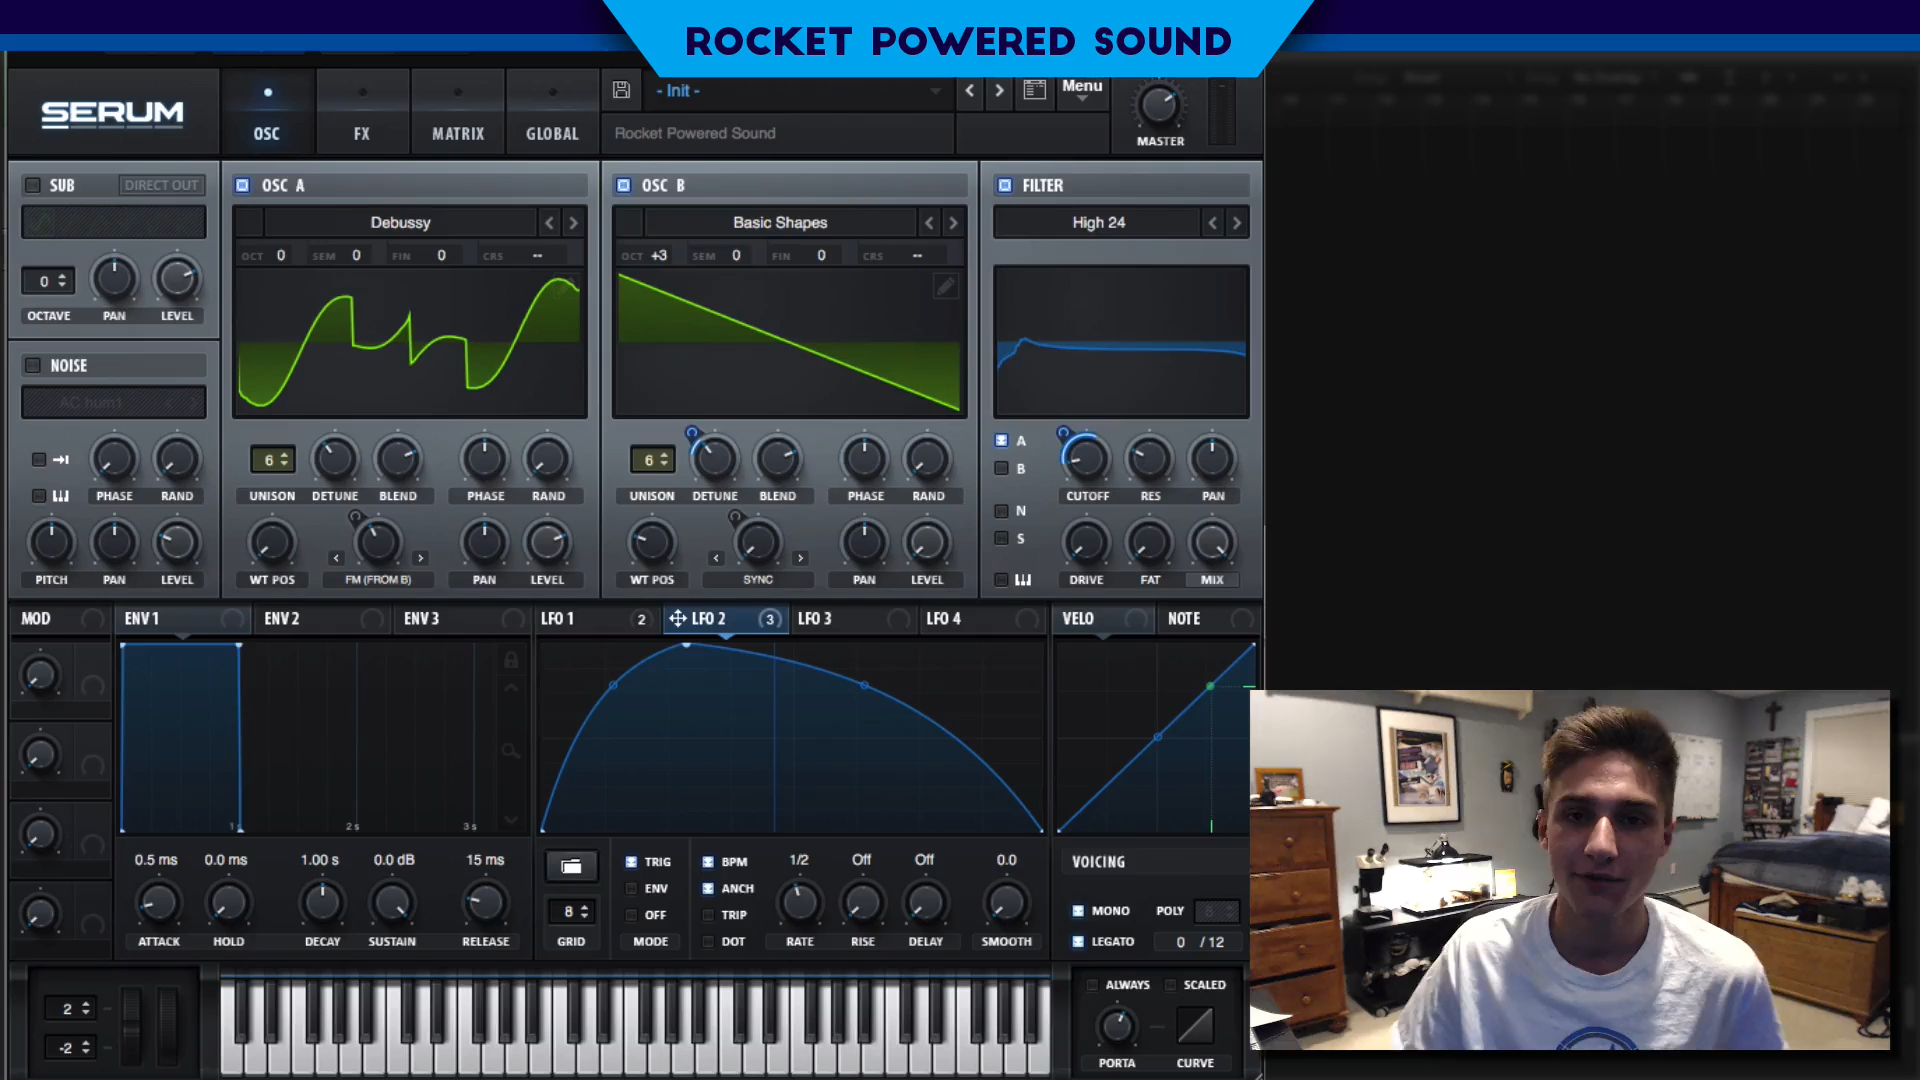 ROCKET POWERED SOUND
SERUM
OSC
FX
MATRIX
GLOBAL
- Init -
Menu
Rocket Powered Sound
MASTER
SUB
DIRECT OUT
0
OCTAVE PAN LEVEL
NOISE
AC hum1
PHASE RAND
PITCH PAN LEVEL
OSC A
Debussy
OCT 0 SEM 0 FIN 0 CRS --
6
UNISON DETUNE BLEND PHASE RAND
WT POS FM (FROM B) PAN LEVEL
OSC B
Basic Shapes
OCT +3 SEM 0 FIN 0 CRS --
6
UNISON DETUNE BLEND PHASE RAND
WT POS SYNC PAN LEVEL
FILTER
High 24
A
B
N
S
CUTOFF RES PAN
DRIVE FAT MIX
MOD ENV 1 ENV 2 ENV 3 LFO 1 2 LFO 2 3 LFO 3 LFO 4 VELO NOTE
1s 2s 3s
0.5 ms 0.0 ms 1.00 s 0.0 dB 15 ms
ATTACK HOLD DECAY SUSTAIN RELEASE
8
GRID
TRIG
ENV
OFF
MODE
BPM
ANCH
TRIP
DOT
1/2 Off Off 0.0
RATE RISE DELAY SMOOTH
VOICING
MONO POLY
LEGATO 0 / 12
2
-2
ALWAYS SCALED
PORTA CURVE